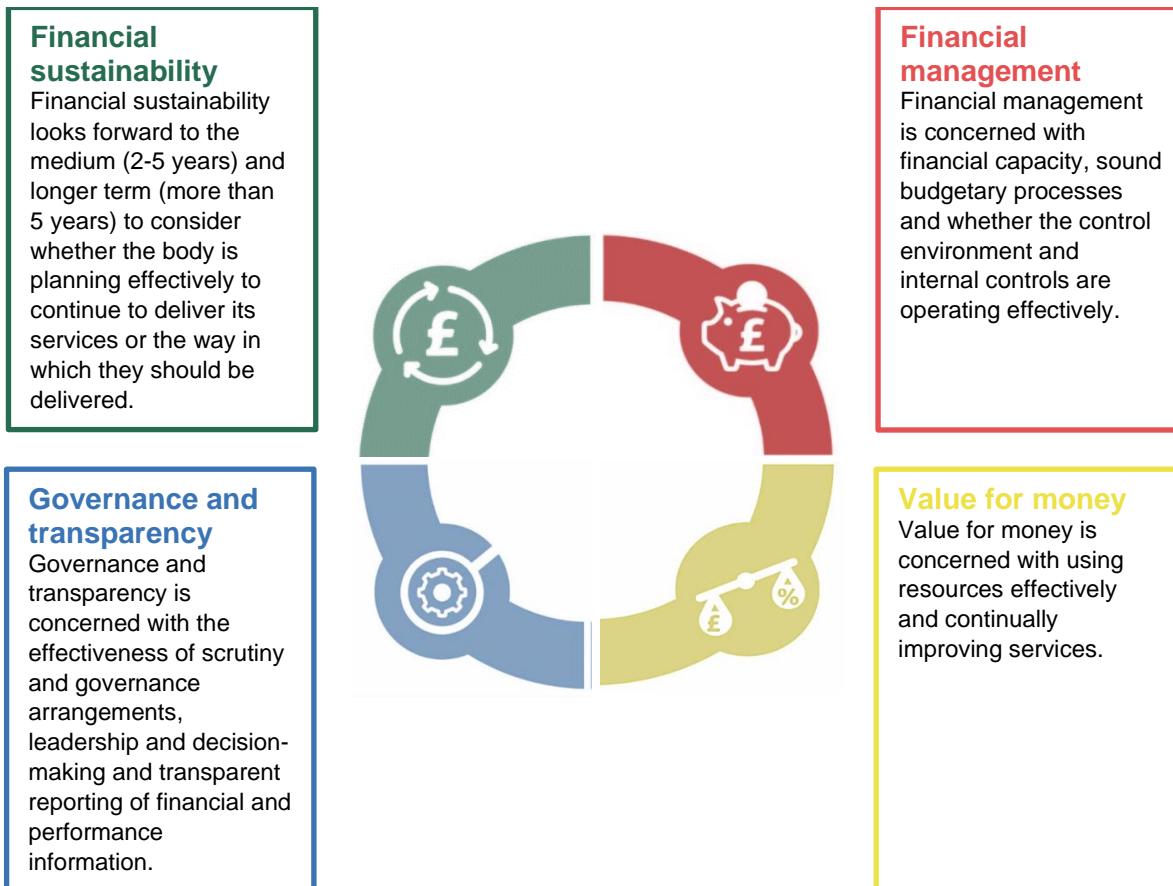 Financial
sustainability
Financial sustainability
looks forward to the
medium (2-5 years) and
longer term (more than
5 years) to consider
whether the body is
planning effectively to
continue to deliver its
services or the way in
which they should be
delivered.
Financial
management
Financial management
is concerned with
financial capacity, sound
budgetary processes
and whether the control
environment and
internal controls are
operating effectively.
£
£
£
%
Governance and
transparency
Governance and
transparency is
concerned with the
effectiveness of scrutiny
and governance
arrangements,
leadership and decision-
making and transparent
reporting of financial and
performance
information.
Value for money
Value for money is
concerned with using
resources effectively
and continually
improving services.